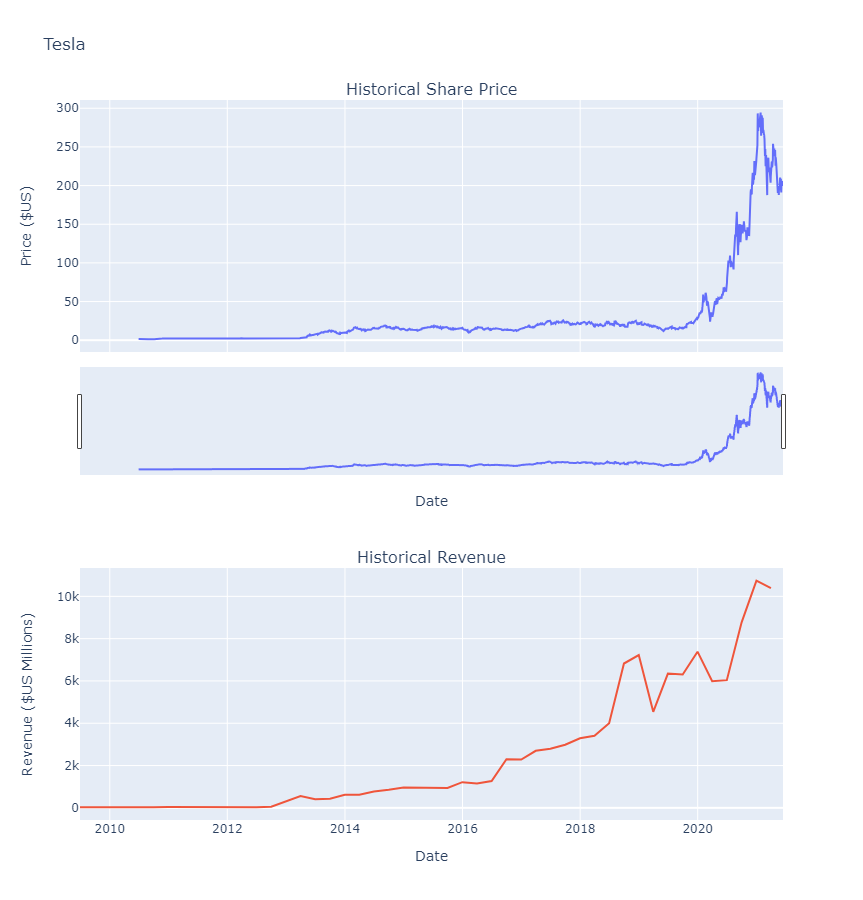 Tesla
Historical Share Price
300
250
200
150
100
50
0
Price ($US)
Date
Historical Revenue
10k
8k
6k
4k
2k
0
Revenue ($US Millions)
2010 2012 2014 2016 2018 2020
Date